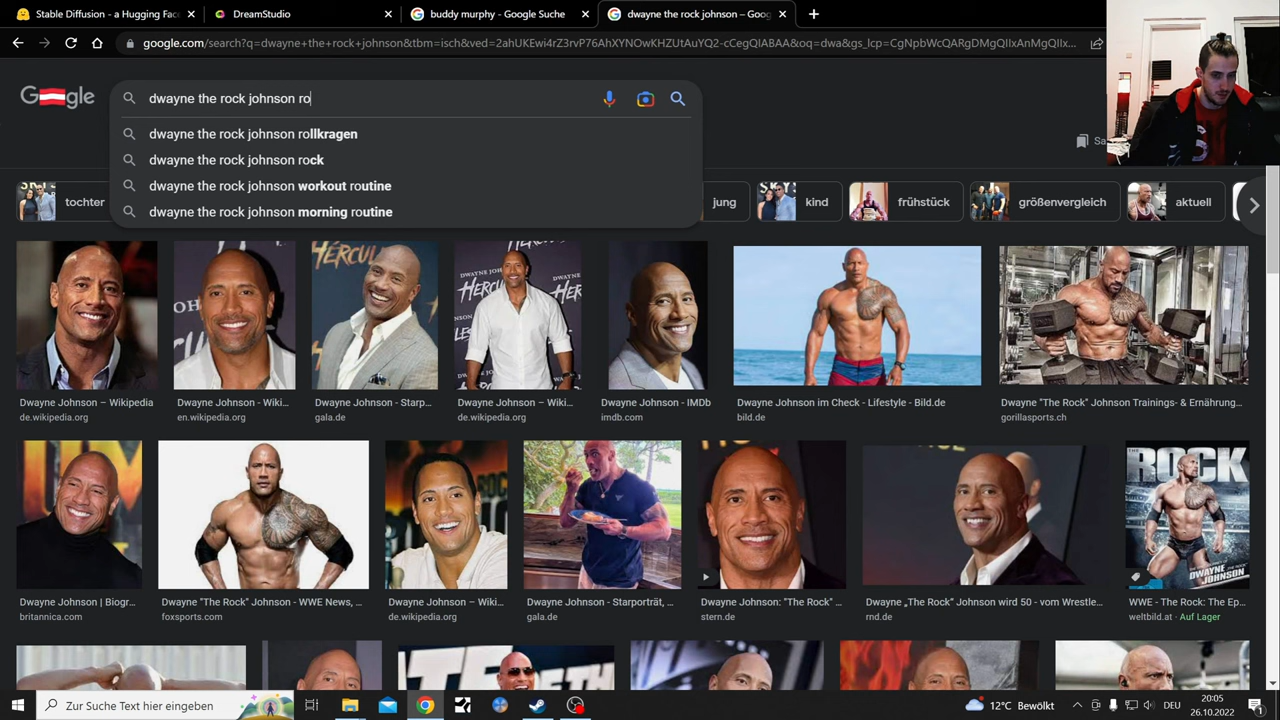 Stable Diffusion - a Hugging Fac
DreamStudio
buddy murphy - Google Suche
dwayne the rock johnson – Goog
google.com/search?q=dwayne+the+rock+johnson&tbm=isch&ved=2ahUKEwi4rZ3rvP76AhXYNOwKHZUtAuYQ2-cCegQIABAA&oq=dwa&gs_lcp=CgNpbWcQARgDMgQIIxAnMgQIIx...
dwayne the rock johnson ro
Sa
dwayne the rock johnson rollkragen
dwayne the rock johnson rock
dwayne the rock johnson workout routine
dwayne the rock johnson morning routine
tochter
jung
kind
frühstück
größenvergleich
aktuell
Dwayne Johnson – Wikipedia
de.wikipedia.org
Dwayne Johnson - Wiki...
en.wikipedia.org
Dwayne Johnson - Starp...
gala.de
Dwayne Johnson – Wiki...
de.wikipedia.org
Dwayne Johnson - IMDb
imdb.com
Dwayne Johnson im Check - Lifestyle - Bild.de
bild.de
Dwayne "The Rock" Johnson Trainings- & Ernährung...
gorillasports.ch
THE ROCK
DWAYNE JOHNSON
Dwayne Johnson | Biogr...
britannica.com
Dwayne "The Rock" Johnson - WWE News, ...
foxsports.com
Dwayne Johnson – Wiki...
de.wikipedia.org
Dwayne Johnson - Starporträt, ...
gala.de
Dwayne Johnson: "The Rock" ...
stern.de
Dwayne „The Rock" Johnson wird 50 - vom Wrestle...
rnd.de
WWE - The Rock: The Ep...
weltbild.at · Auf Lager
Zur Suche Text hier eingeben
12°C Bewölkt
DEU
20:05
26.10.2022
1